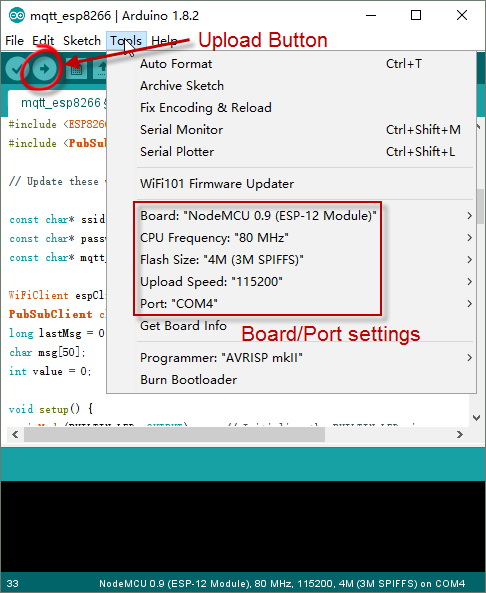 mqtt_esp8266 | Arduino 1.8.2
File Edit Sketch Tools Help
Upload Button
mqtt_esp8266
Auto Format Ctrl+T
Archive Sketch
Fix Encoding & Reload
Serial Monitor Ctrl+Shift+M
Serial Plotter Ctrl+Shift+L
WiFi101 Firmware Updater
Board: "NodeMCU 0.9 (ESP-12 Module)"
CPU Frequency: "80 MHz"
Flash Size: "4M (3M SPIFFS)"
Upload Speed: "115200"
Port: "COM4"
Get Board Info
Board/Port settings
Programmer: "AVRISP mkII"
Burn Bootloader
#include <ESP8266
#include <PubSub
// Update these
const char* ssid
const char* passw
const char* mqtt_
WiFiClient espCl
PubSubClient c
long lastMsg = 0
char msg[50];
int value = 0;
void setup() {
33 NodeMCU 0.9 (ESP-12 Module), 80 MHz, 115200, 4M (3M SPIFFS) on COM4